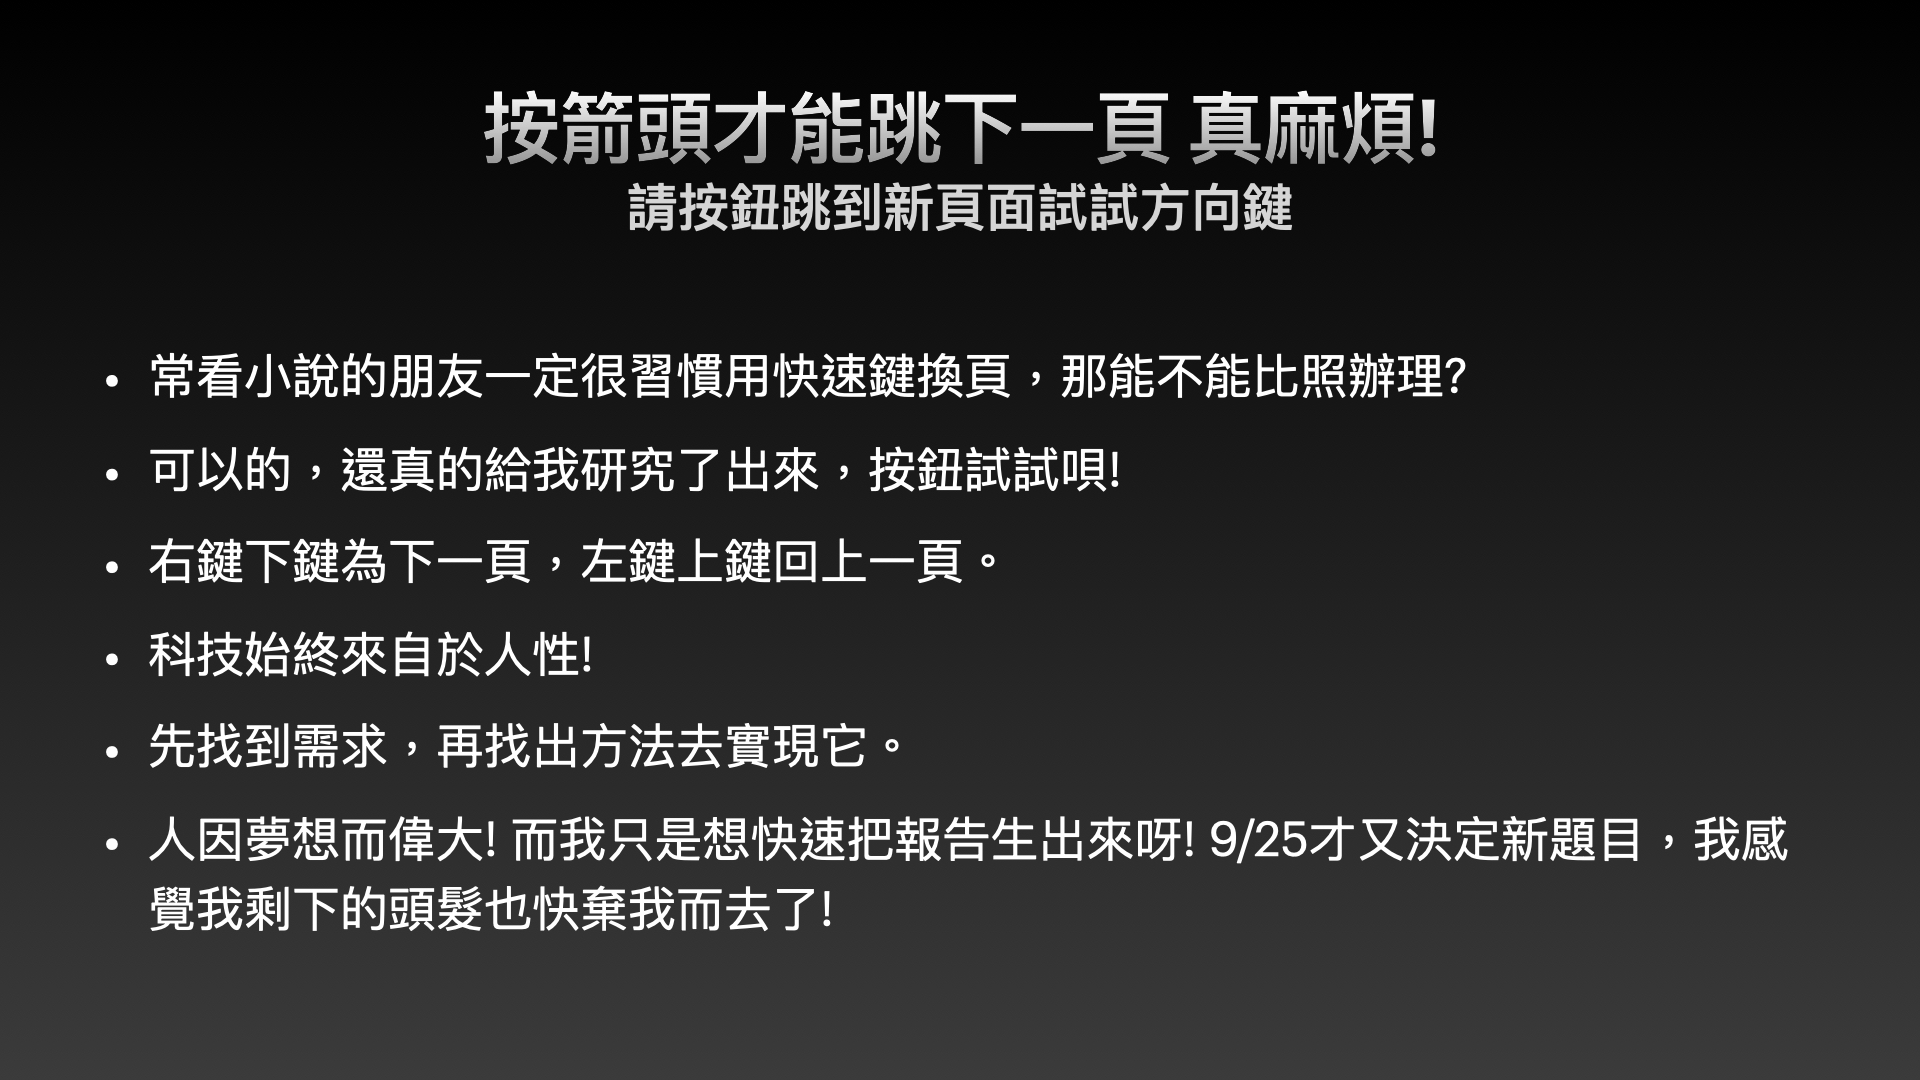 按箭頭才能跳下一頁 真麻煩!
請按鈕跳到新頁面試試方向鍵
• 常看小說的朋友一定很習慣用快速鍵換頁，那能不能比照辦理?
• 可以的，還真的給我研究了出來，按鈕試試唄!
• 右鍵下鍵為下一頁，左鍵上鍵回上一頁。
• 科技始終來自於人性!
• 先找到需求，再找出方法去實現它。
• 人因夢想而偉大! 而我只是想快速把報告生出來呀! 9/25才又決定新題目，我感
覺我剩下的頭髮也快棄我而去了!